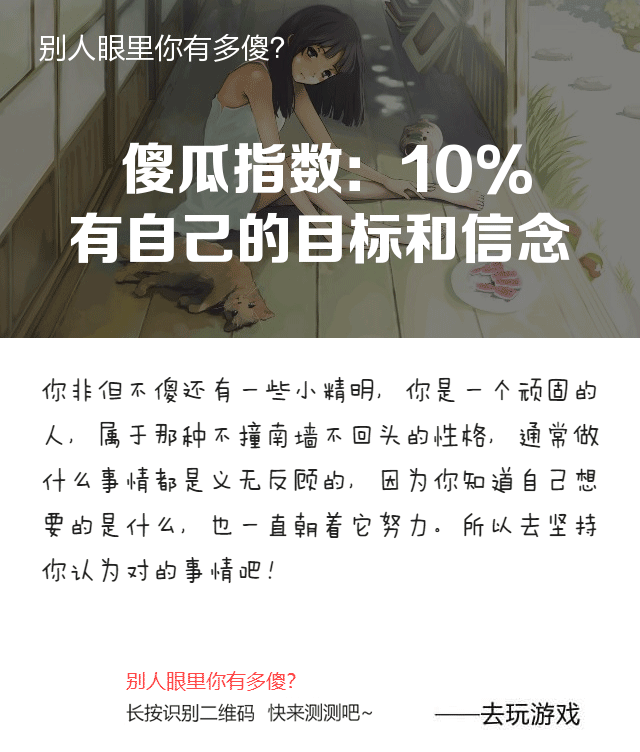 别人眼里你有多傻?
傻瓜指数: 10%
有自己的目标和信念
你非但不傻还有一些小精明, 你是一个顽固的
人, 属于那种不撞南墙不回头的性格, 通常做
什么事情都是义无反顾的, 因为你知道自己想
要的是什么, 也一直朝着它努力。所以去坚持
你认为对的事情吧!
别人眼里你有多傻?
长按识别二维码 快来测测吧~
——去玩游戏